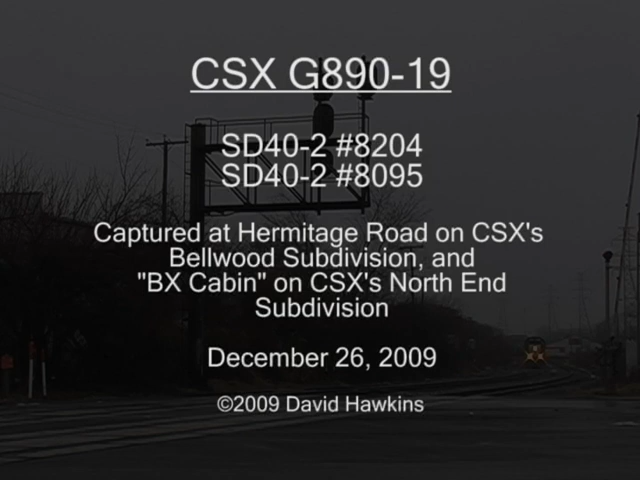 CSX G890-19
SD40-2 #8204
SD40-2 #8095
Captured at Hermitage Road on CSX's
Bellwood Subdivision, and
"BX Cabin" on CSX's North End
Subdivision
December 26, 2009
©2009 David Hawkins